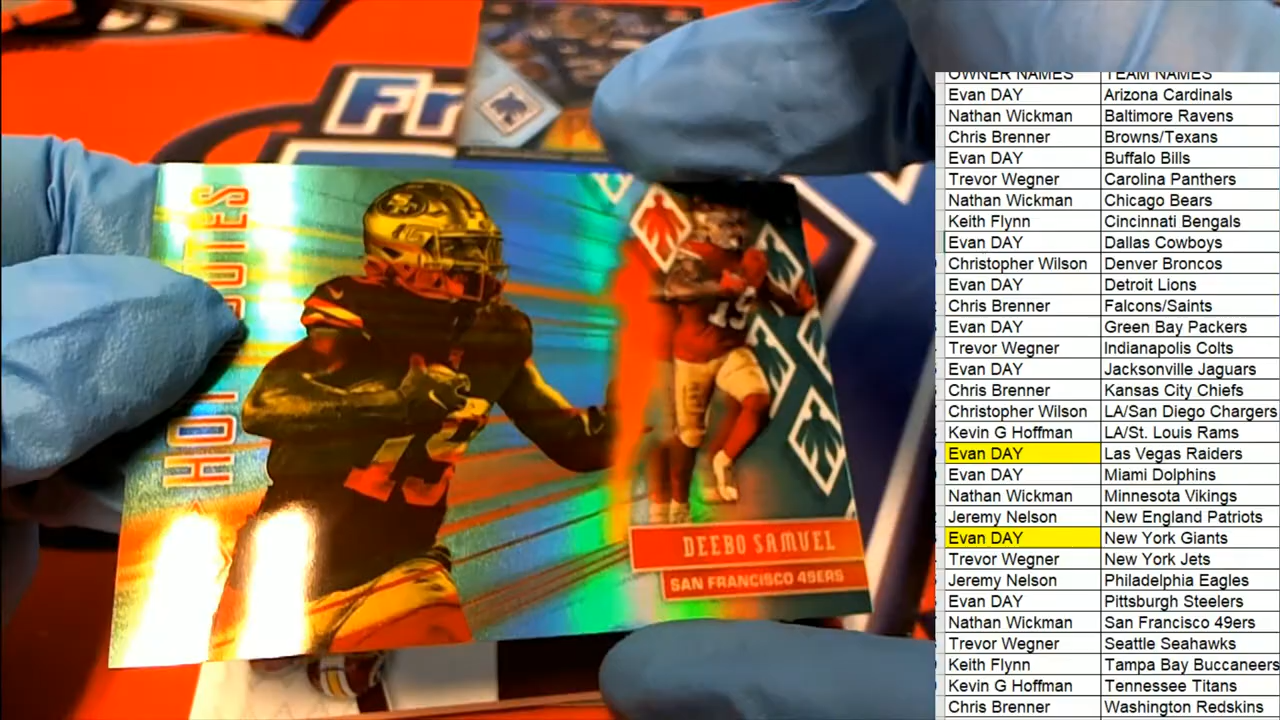 Fr
HOT ROUTES
19
19
DEEBO SAMUEL
SAN FRANCISCO 49ERS
OWNER NAMES TEAM NAMES
Evan DAY Arizona Cardinals
Nathan Wickman Baltimore Ravens
Chris Brenner Browns/Texans
Evan DAY Buffalo Bills
Trevor Wegner Carolina Panthers
Nathan Wickman Chicago Bears
Keith Flynn Cincinnati Bengals
Evan DAY Dallas Cowboys
Christopher Wilson Denver Broncos
Evan DAY Detroit Lions
Chris Brenner Falcons/Saints
Evan DAY Green Bay Packers
Trevor Wegner Indianapolis Colts
Evan DAY Jacksonville Jaguars
Chris Brenner Kansas City Chiefs
Christopher Wilson LA/San Diego Chargers
Kevin G Hoffman LA/St. Louis Rams
Evan DAY Las Vegas Raiders
Evan DAY Miami Dolphins
Nathan Wickman Minnesota Vikings
Jeremy Nelson New England Patriots
Evan DAY New York Giants
Trevor Wegner New York Jets
Jeremy Nelson Philadelphia Eagles
Evan DAY Pittsburgh Steelers
Nathan Wickman San Francisco 49ers
Trevor Wegner Seattle Seahawks
Keith Flynn Tampa Bay Buccaneers
Kevin G Hoffman Tennessee Titans
Chris Brenner Washington Redskins